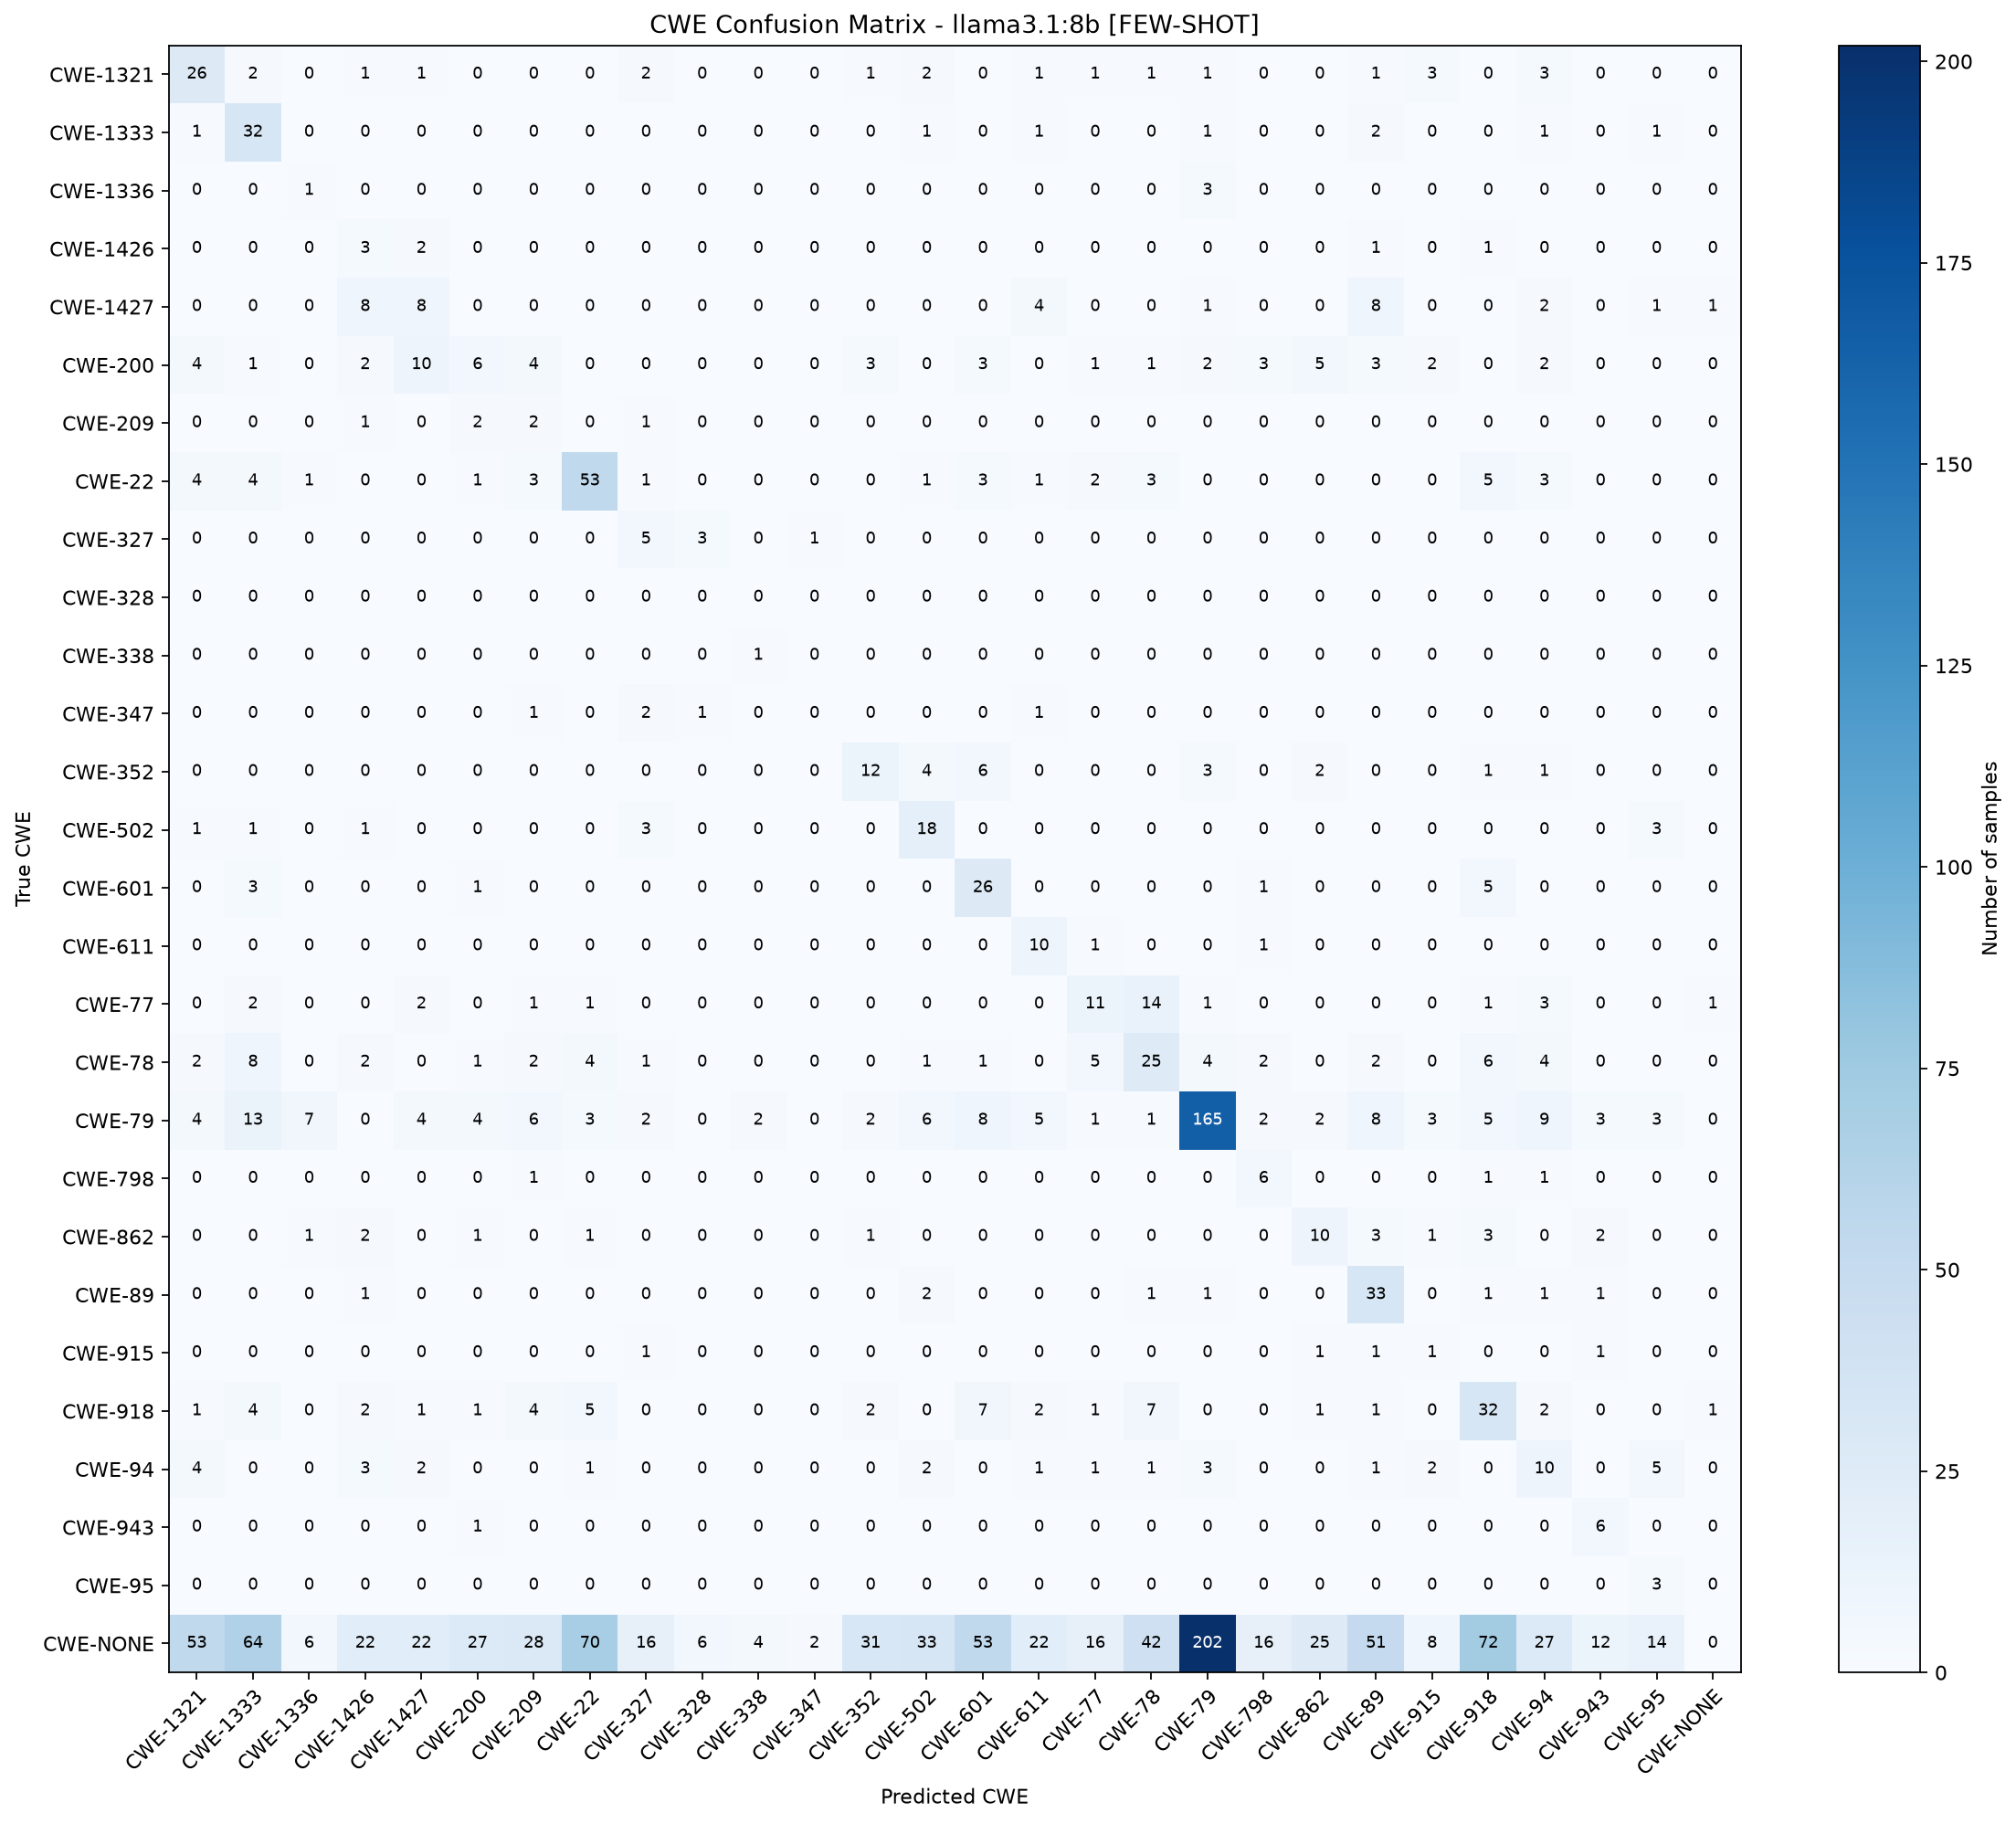 CWE Confusion Matrix - llama3.1:8b [FEW-SHOT]
CWE-1321 26 2 0 1 1 0 0 0 2 0 0 0 1 2 0 1 1 1 1 0 0 1 3 0 3 0 0 0
CWE-1333 1 32 0 0 0 0 0 0 0 0 0 0 0 1 0 1 0 0 1 0 0 2 0 0 1 0 1 0
CWE-1336 0 0 1 0 0 0 0 0 0 0 0 0 0 0 0 0 0 0 3 0 0 0 0 0 0 0 0 0
CWE-1426 0 0 0 3 2 0 0 0 0 0 0 0 0 0 0 0 0 0 0 0 0 1 0 1 0 0 0 0
CWE-1427 0 0 0 8 8 0 0 0 0 0 0 0 0 0 0 4 0 0 1 0 0 8 0 0 2 0 1 1
CWE-200 4 1 0 2 10 6 4 0 0 0 0 0 3 0 3 0 1 1 2 3 5 3 2 0 2 0 0 0
CWE-209 0 0 0 1 0 2 2 0 1 0 0 0 0 0 0 0 0 0 0 0 0 0 0 0 0 0 0 0
CWE-22 4 4 1 0 0 1 3 53 1 0 0 0 0 1 3 1 2 3 0 0 0 0 0 5 3 0 0 0
CWE-327 0 0 0 0 0 0 0 0 5 3 0 1 0 0 0 0 0 0 0 0 0 0 0 0 0 0 0 0
CWE-328 0 0 0 0 0 0 0 0 0 0 0 0 0 0 0 0 0 0 0 0 0 0 0 0 0 0 0 0
CWE-338 0 0 0 0 0 0 0 0 0 0 1 0 0 0 0 0 0 0 0 0 0 0 0 0 0 0 0 0
CWE-347 0 0 0 0 0 0 1 0 2 1 0 0 0 0 0 1 0 0 0 0 0 0 0 0 0 0 0 0
CWE-352 0 0 0 0 0 0 0 0 0 0 0 0 12 4 6 0 0 0 3 0 2 0 0 1 1 0 0 0
CWE-502 1 1 0 1 0 0 0 0 3 0 0 0 0 18 0 0 0 0 0 0 0 0 0 0 0 0 3 0
CWE-601 0 3 0 0 0 1 0 0 0 0 0 0 0 0 26 0 0 0 0 1 0 0 0 5 0 0 0 0
CWE-611 0 0 0 0 0 0 0 0 0 0 0 0 0 0 0 10 1 0 0 1 0 0 0 0 0 0 0 0
CWE-77 0 2 0 0 2 0 1 1 0 0 0 0 0 0 0 0 11 14 1 0 0 0 0 1 3 0 0 1
CWE-78 2 8 0 2 0 1 2 4 1 0 0 0 0 1 1 0 5 25 4 2 0 2 0 6 4 0 0 0
CWE-79 4 13 7 0 4 4 6 3 2 0 2 0 2 6 8 5 1 1 165 2 2 8 3 5 9 3 3 0
CWE-798 0 0 0 0 0 0 1 0 0 0 0 0 0 0 0 0 0 0 0 6 0 0 0 1 1 0 0 0
CWE-862 0 0 1 2 0 1 0 1 0 0 0 0 1 0 0 0 0 0 0 0 10 3 1 3 0 2 0 0
CWE-89 0 0 0 1 0 0 0 0 0 0 0 0 0 2 0 0 0 1 1 0 0 33 0 1 1 1 0 0
CWE-915 0 0 0 0 0 0 0 0 1 0 0 0 0 0 0 0 0 0 0 0 1 1 1 0 0 1 0 0
CWE-918 1 4 0 2 1 1 4 5 0 0 0 0 2 0 7 2 1 7 0 0 1 1 0 32 2 0 0 1
CWE-94 4 0 0 3 2 0 0 1 0 0 0 0 0 2 0 1 1 1 3 0 0 1 2 0 10 0 5 0
CWE-943 0 0 0 0 0 1 0 0 0 0 0 0 0 0 0 0 0 0 0 0 0 0 0 0 0 6 0 0
CWE-95 0 0 0 0 0 0 0 0 0 0 0 0 0 0 0 0 0 0 0 0 0 0 0 0 0 0 3 0
CWE-NONE 53 64 6 22 22 27 28 70 16 6 4 2 31 33 53 22 16 42 202 16 25 51 8 72 27 12 14 0
CWE-1321 CWE-1333 CWE-1336 CWE-1426 CWE-1427 CWE-200 CWE-209 CWE-22 CWE-327 CWE-328 CWE-338 CWE-347 CWE-352 CWE-502 CWE-601 CWE-611 CWE-77 CWE-78 CWE-79 CWE-798 CWE-862 CWE-89 CWE-915 CWE-918 CWE-94 CWE-943 CWE-95 CWE-NONE
Predicted CWE
True CWE
200
175
150
125
100
75
50
25
0
Number of samples